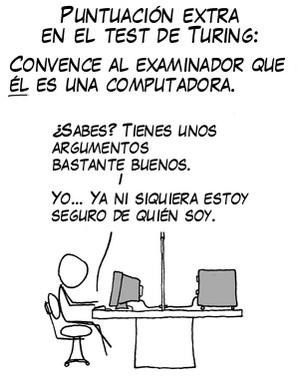 PUNTUACIÓN EXTRA
EN EL TEST DE TURING:
CONVENCE AL EXAMINADOR QUE
ÉL ES UNA COMPUTADORA.
¿SABES? TIENES UNOS
ARGUMENTOS
BASTANTE BUENOS.
YO... YA NI SIQUIERA ESTOY
SEGURO DE QUIÉN SOY.